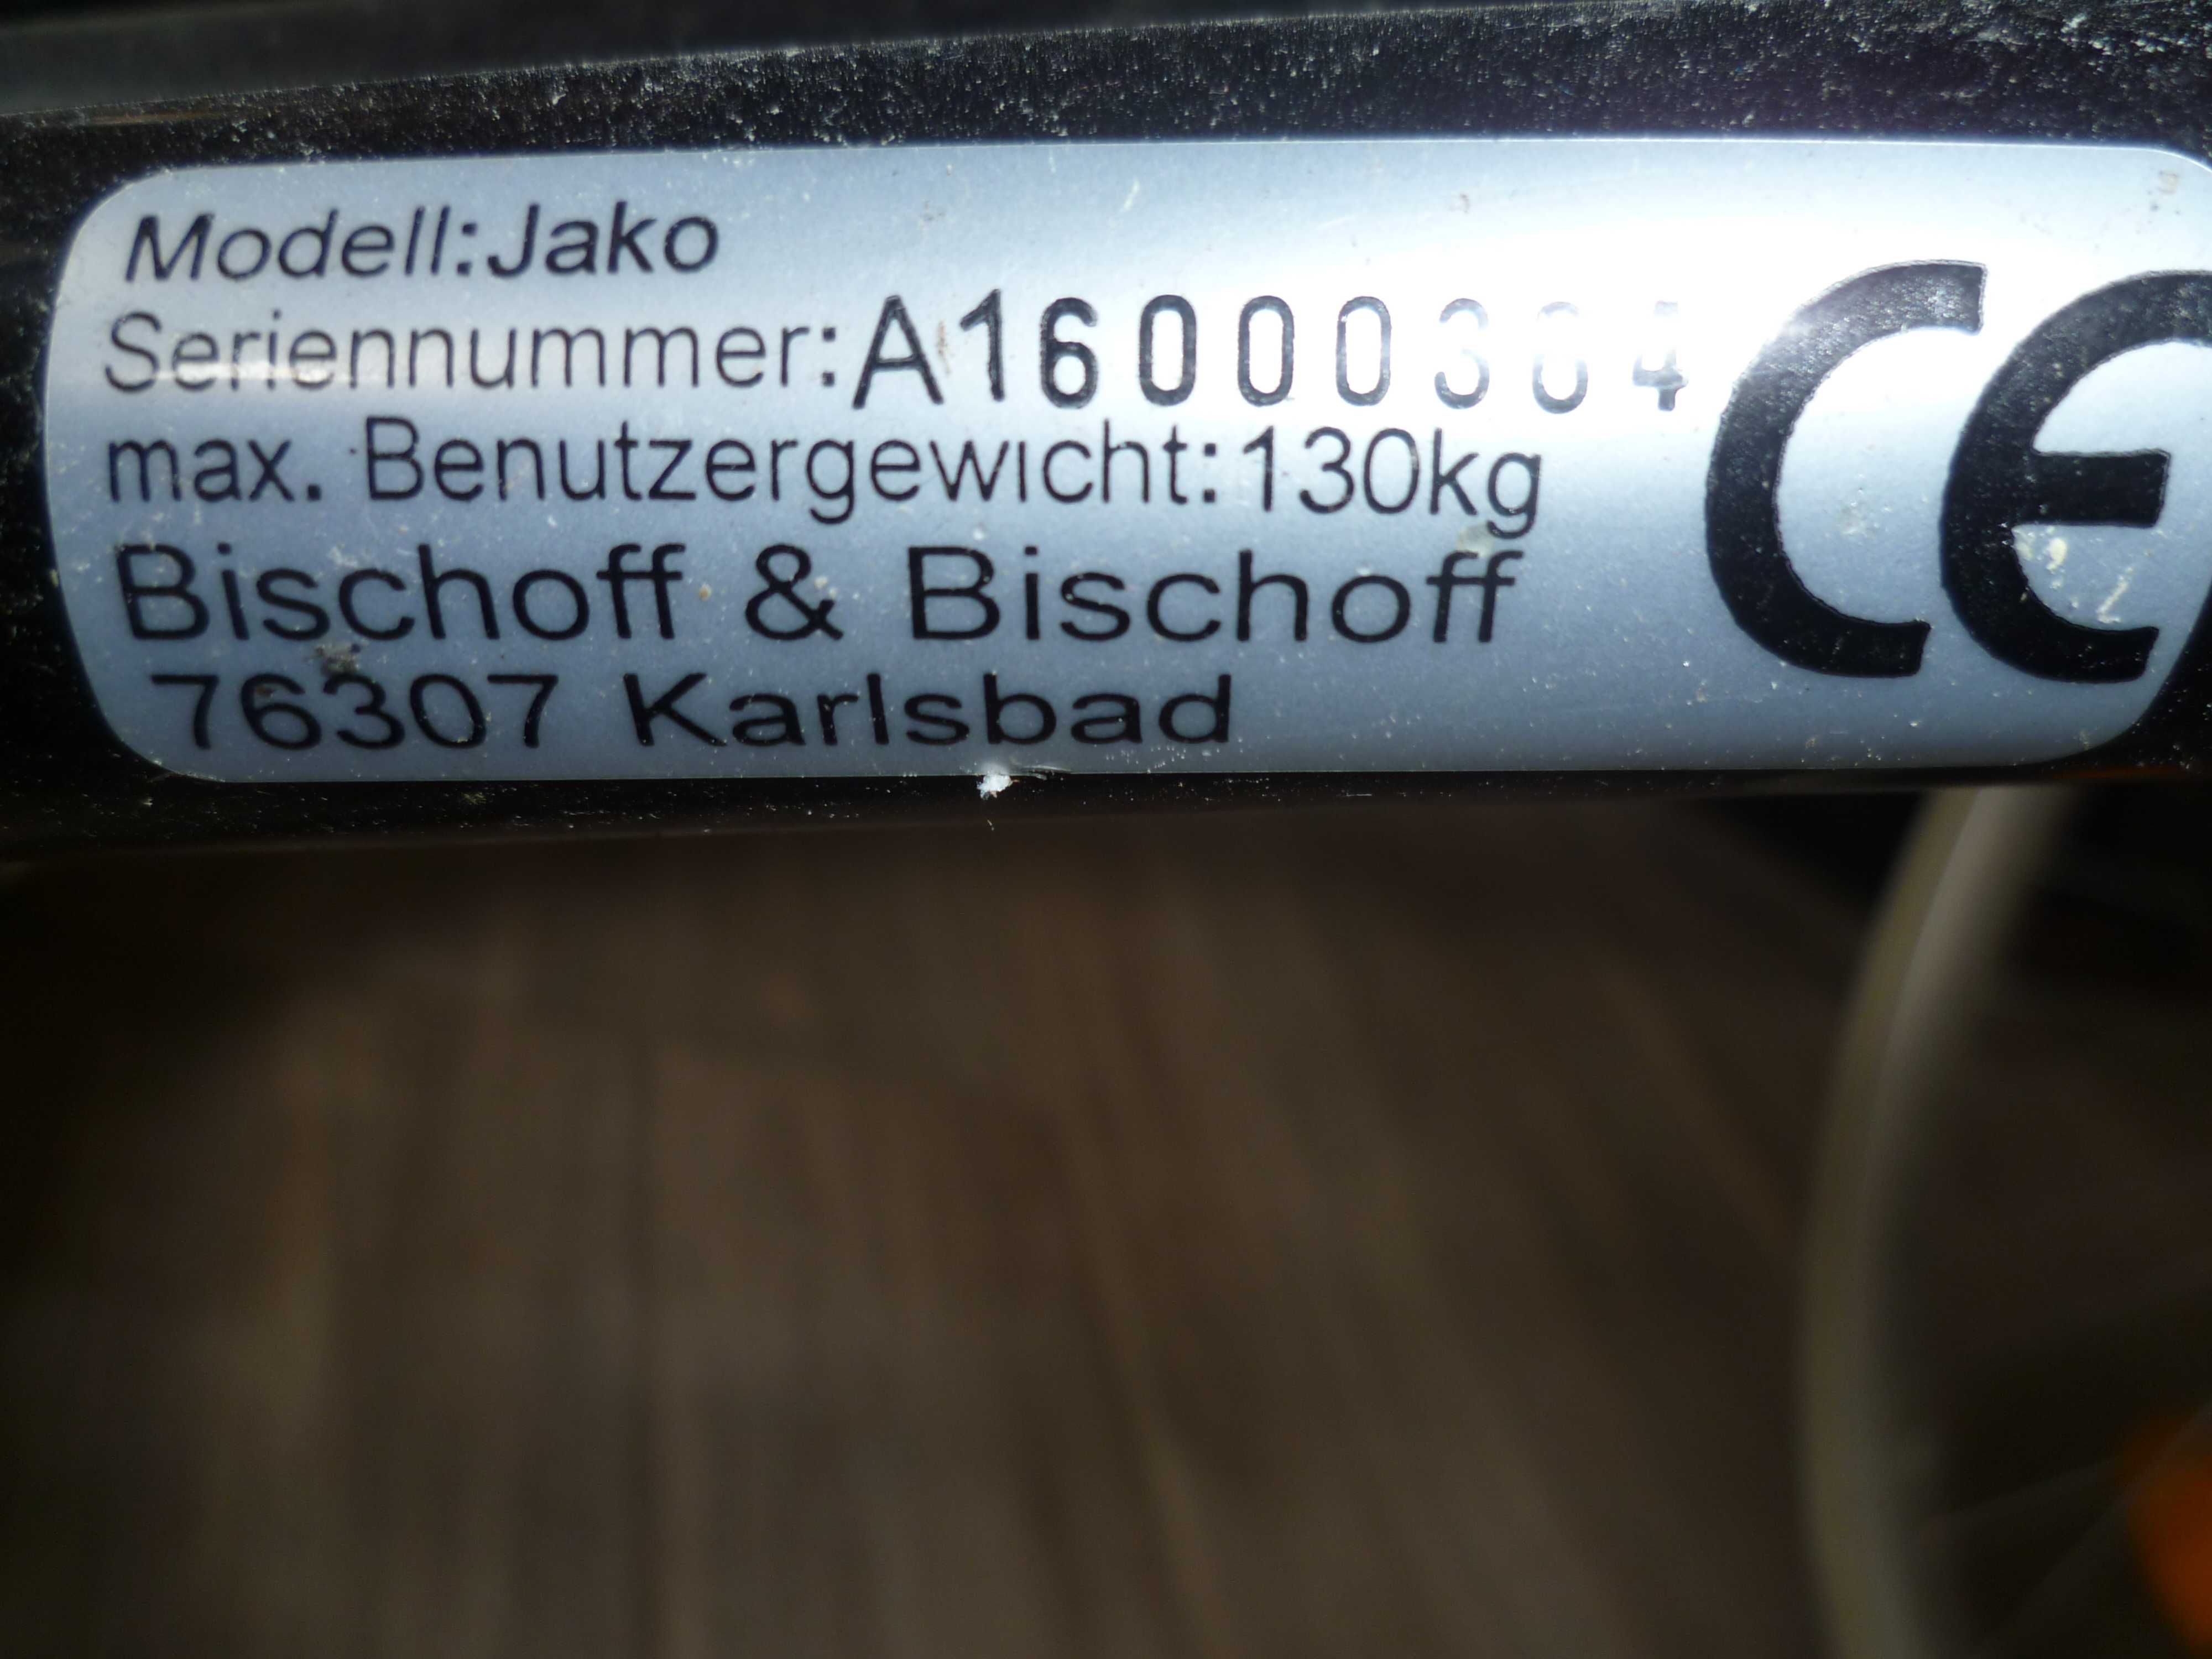 Modell:Jako
Seriennummer:A16000304
max. Benutzergewicht:130kg
Bischoff & Bischoff
76307 Karlsbad
CE